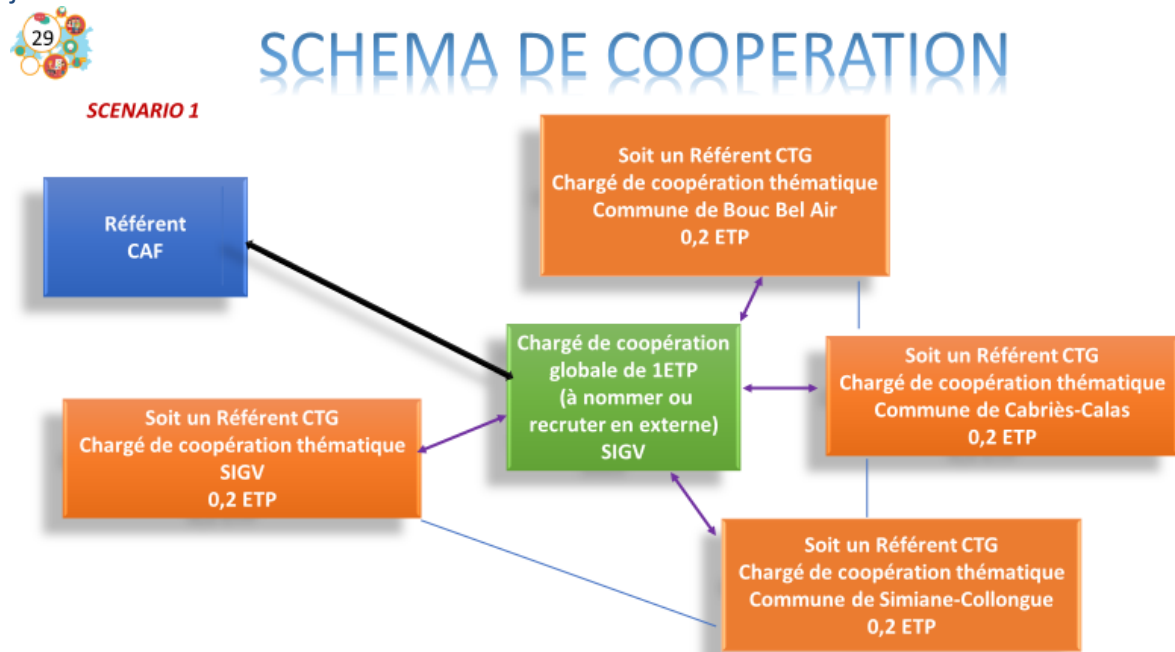 29
SCHEMA DE COOPERATION
SCENARIO 1
Soit un Référent CTG
Chargé de coopération thématique
Commune de Bouc Bel Air
0,2 ETP
Référent
CAF
Chargé de coopération
globale de 1ETP
(à nommer ou
recruter en externe)
SIGV
Soit un Référent CTG
Chargé de coopération thématique
Commune de Cabriès-Calas
0,2 ETP
Soit un Référent CTG
Chargé de coopération thématique
SIGV
0,2 ETP
Soit un Référent CTG
Chargé de coopération thématique
Commune de Simiane-Collongue
0,2 ETP